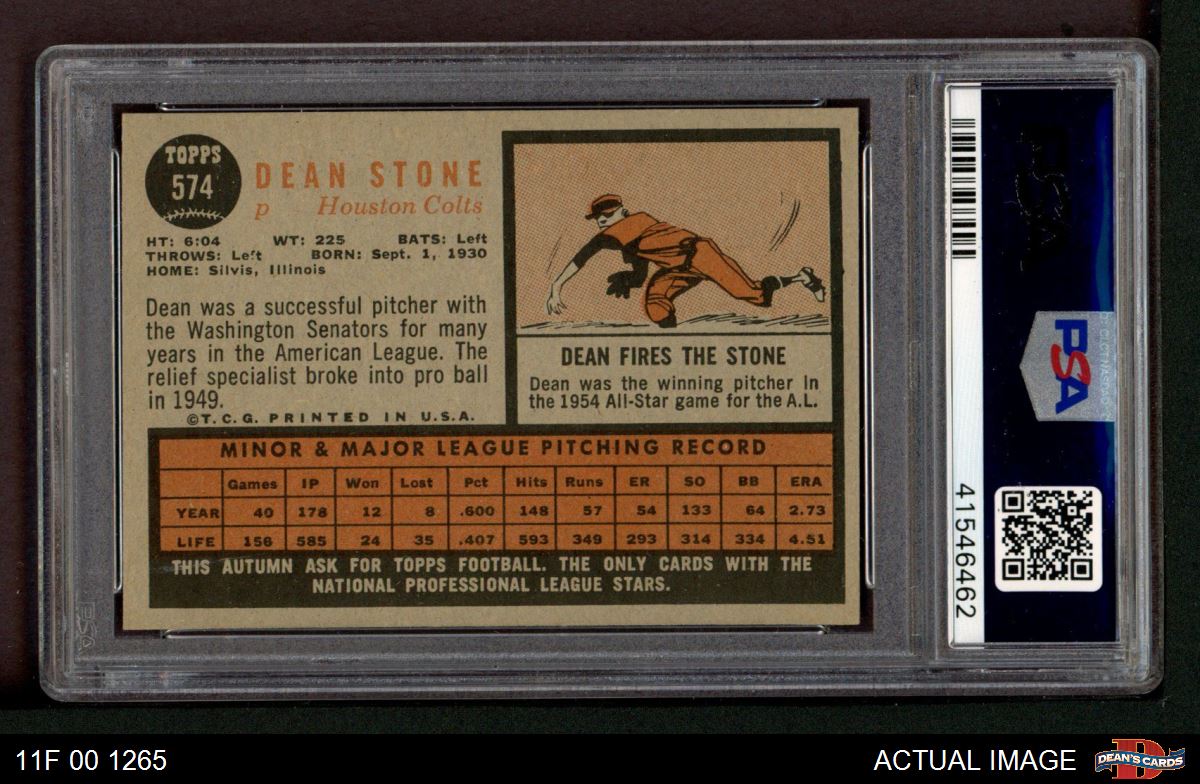 TOPPS
574
DEAN STONE
p Houston Colts
HT: 6:04 WT: 225 BATS: Left
THROWS: Left BORN: Sept. 1, 1930
HOME: Silvis, Illinois
Dean was a successful pitcher with
the Washington Senators for many
years in the American League. The
relief specialist broke into pro ball
in 1949.
©T. C. G. PRINTED IN U.S.A.
DEAN FIRES THE STONE
Dean was the winning pitcher in
the 1954 All-Star game for the A.L.
MINOR & MAJOR LEAGUE PITCHING RECORD
Games IP Won Lost Pct Hits Runs ER SO BB ERA
YEAR 40 178 12 8 .600 148 57 54 133 64 2.73
LIFE 156 585 24 35 .407 593 349 293 314 334 4.51
THIS AUTUMN ASK FOR TOPPS FOOTBALL. THE ONLY CARDS WITH THE
NATIONAL PROFESSIONAL LEAGUE STARS.
PSA
41546462
11F 00 1265
ACTUAL IMAGE
DEAN'S CARDS